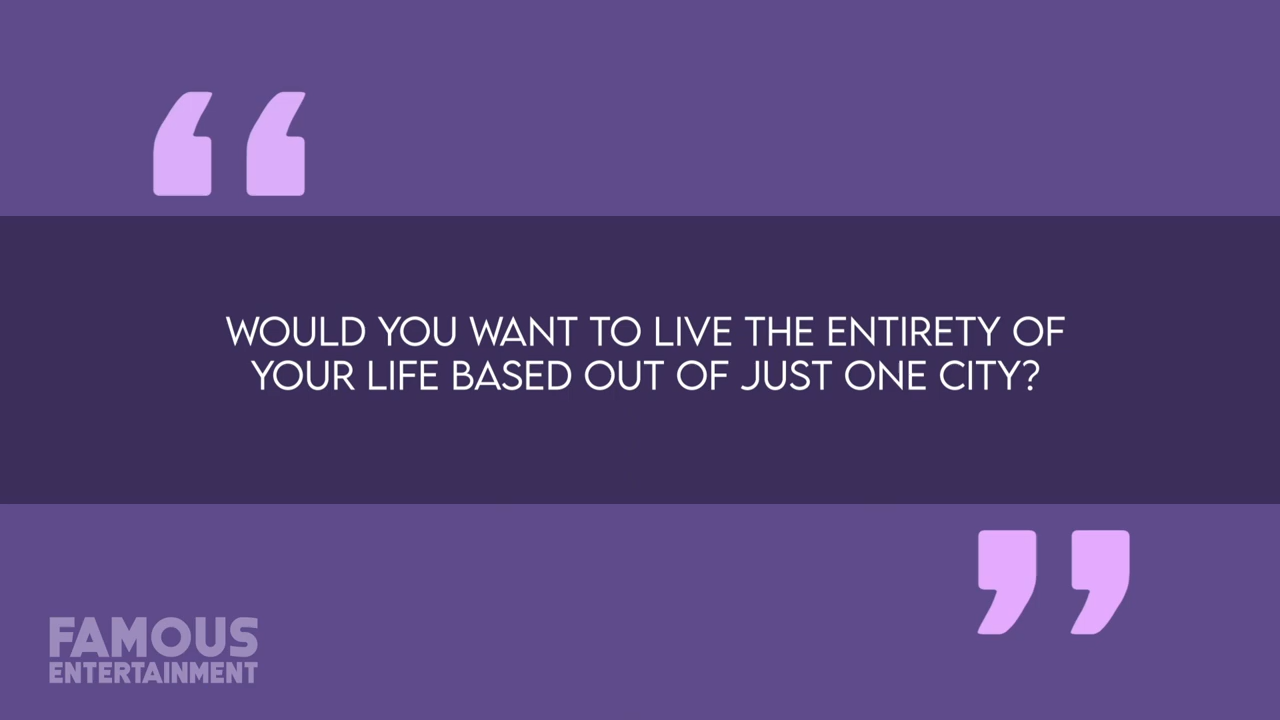 “
WOULD YOU WANT TO LIVE THE ENTIRETY OF
YOUR LIFE BASED OUT OF JUST ONE CITY?
”
FAMOUS
ENTERTAINMENT